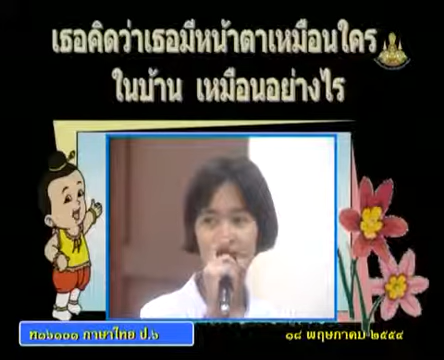 เธอคิดว่าเธอมีหน้าตาเหมือนใคร
ในบ้าน เหมือนอย่างไร
ท๑๖๑๐๑ ภาษาไทย ป.๖
๑๘ พฤษภาคม ๒๕๕๔